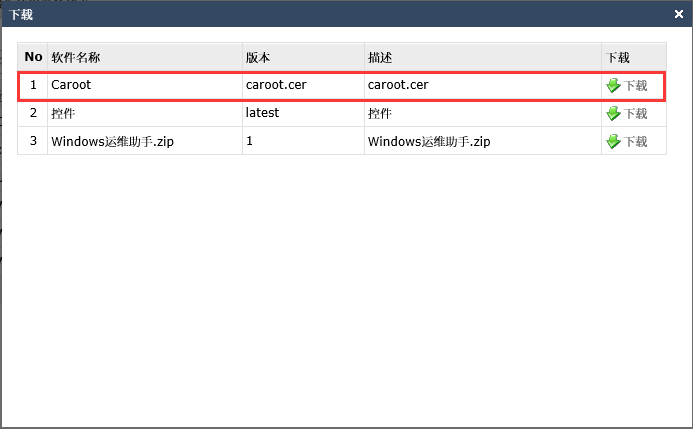 下载
No 软件名称 版本 描述 下载
1 Caroot caroot.cer caroot.cer 下载
2 控件 latest 控件 下载
3 Windows运维助手.zip 1 Windows运维助手.zip 下载